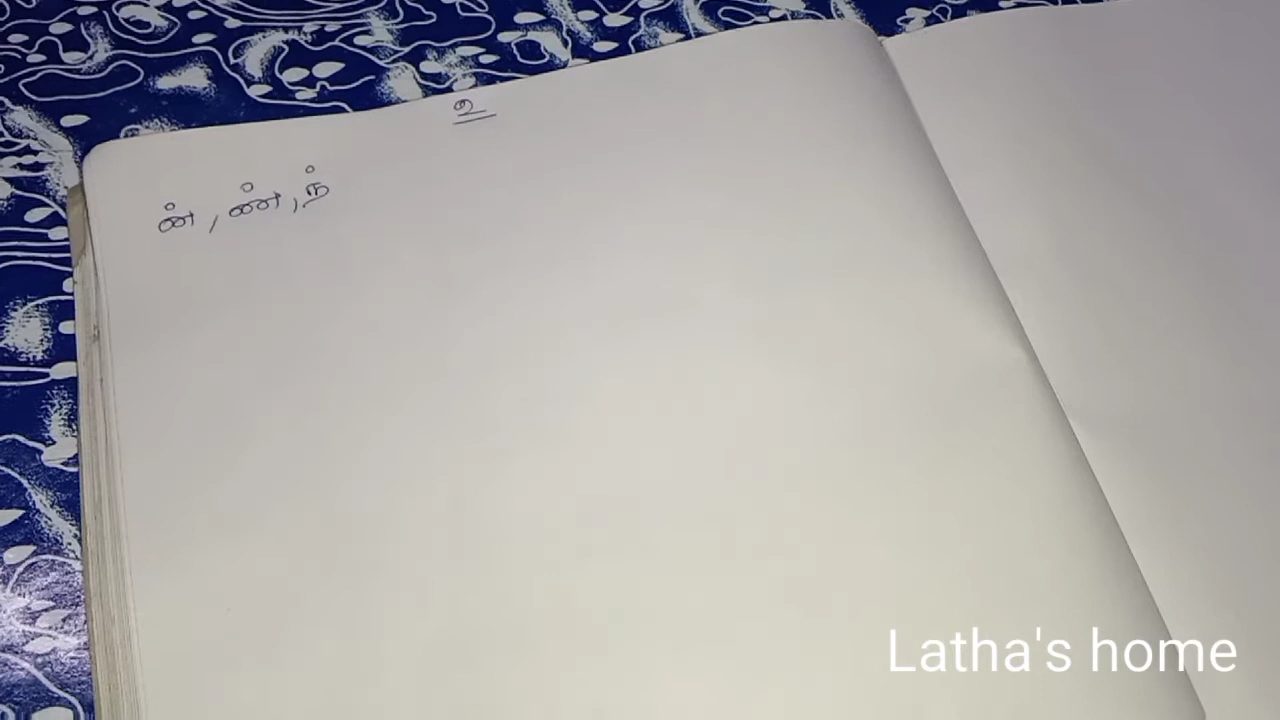 உ
ன் , ண் , ந்
Latha's home